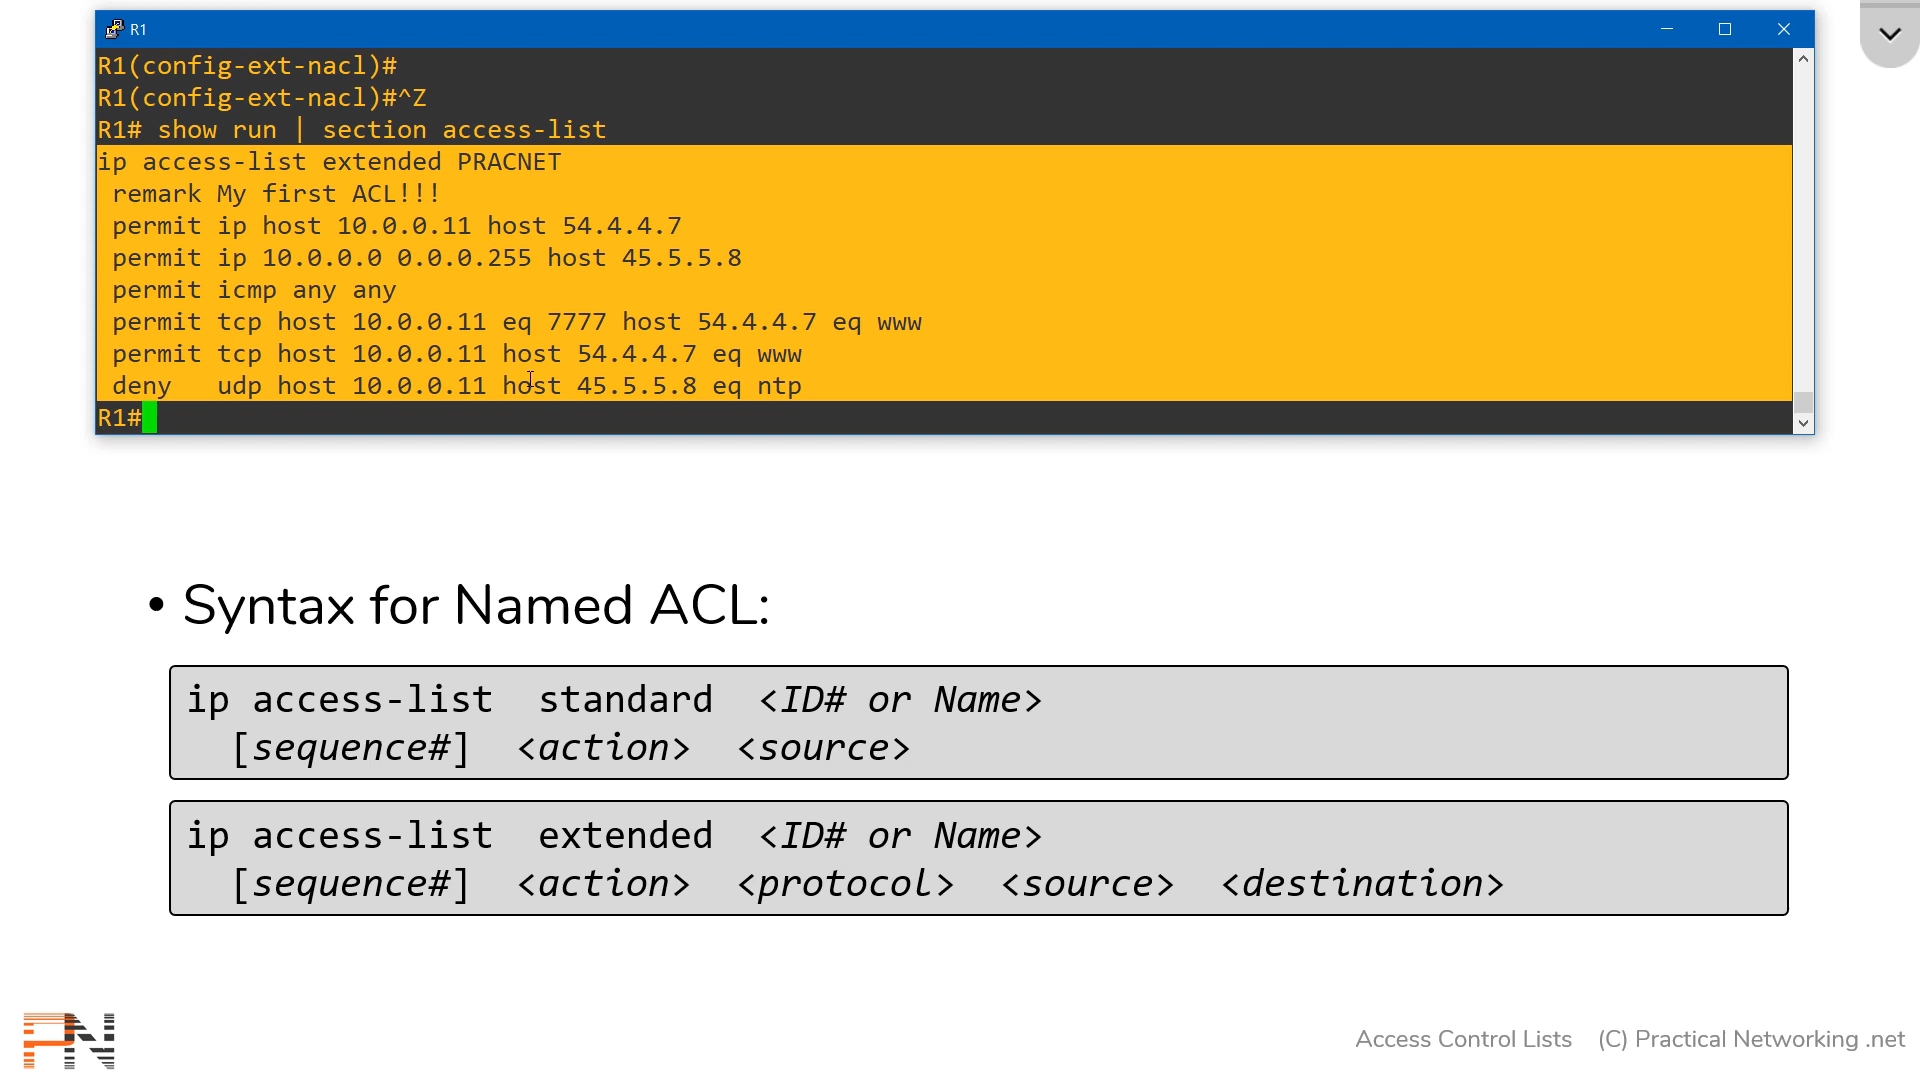 R1
R1(config-ext-nacl)#
R1(config-ext-nacl)#^Z
R1# show run | section access-list
ip access-list extended PRACNET
 remark My first ACL!!!
 permit ip host 10.0.0.11 host 54.4.4.7
 permit ip 10.0.0.0 0.0.0.255 host 45.5.5.8
 permit icmp any any
 permit tcp host 10.0.0.11 eq 7777 host 54.4.4.7 eq www
 permit tcp host 10.0.0.11 host 54.4.4.7 eq www
 deny   udp host 10.0.0.11 host 45.5.5.8 eq ntp
R1#
• Syntax for Named ACL:
ip access-list  standard  <ID# or Name>
  [sequence#]  <action>  <source>
ip access-list  extended  <ID# or Name>
  [sequence#]  <action>  <protocol>  <source>  <destination>
PN
Access Control Lists    (C) Practical Networking .net